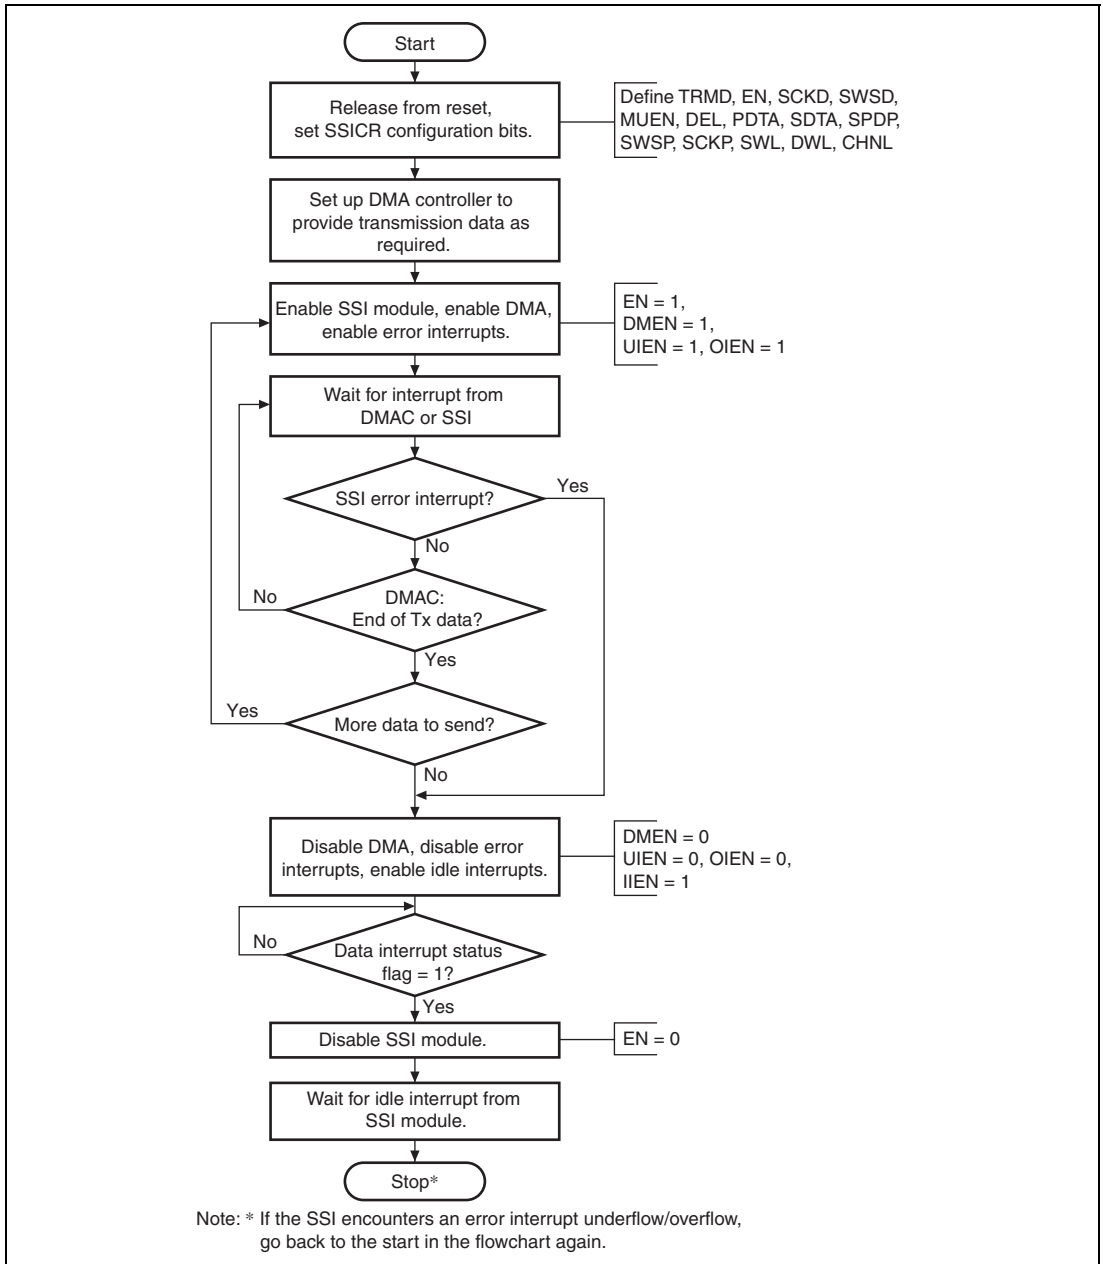 Start
Release from reset,
set SSICR configuration bits.
Define TRMD, EN, SCKD, SWSD,
MUEN, DEL, PDTA, SDTA, SPDP,
SWSP, SCKP, SWL, DWL, CHNL
Set up DMA controller to
provide transmission data as
required.
Enable SSI module, enable DMA,
enable error interrupts.
EN = 1,
DMEN = 1,
UIEN = 1, OIEN = 1
Wait for interrupt from
DMAC or SSI
SSI error interrupt?
Yes
No
DMAC:
End of Tx data?
No
Yes
More data to send?
Yes
No
Disable DMA, disable error
interrupts, enable idle interrupts.
DMEN = 0
UIEN = 0, OIEN = 0,
IIEN = 1
Data interrupt status
flag = 1?
No
Yes
Disable SSI module.
EN = 0
Wait for idle interrupt from
SSI module.
Stop*
Note: * If the SSI encounters an error interrupt underflow/overflow,
go back to the start in the flowchart again.